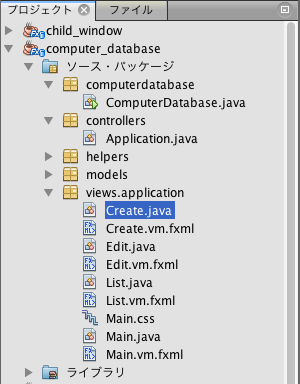 プロジェクト ファイル
child_window
computer_database
ソース・パッケージ
computerdatabase
ComputerDatabase.java
controllers
Application.java
helpers
models
views.application
Create.java
Create.vm.fxml
Edit.java
Edit.vm.fxml
List.java
List.vm.fxml
Main.css
Main.java
Main.vm.fxml
ライブラリ